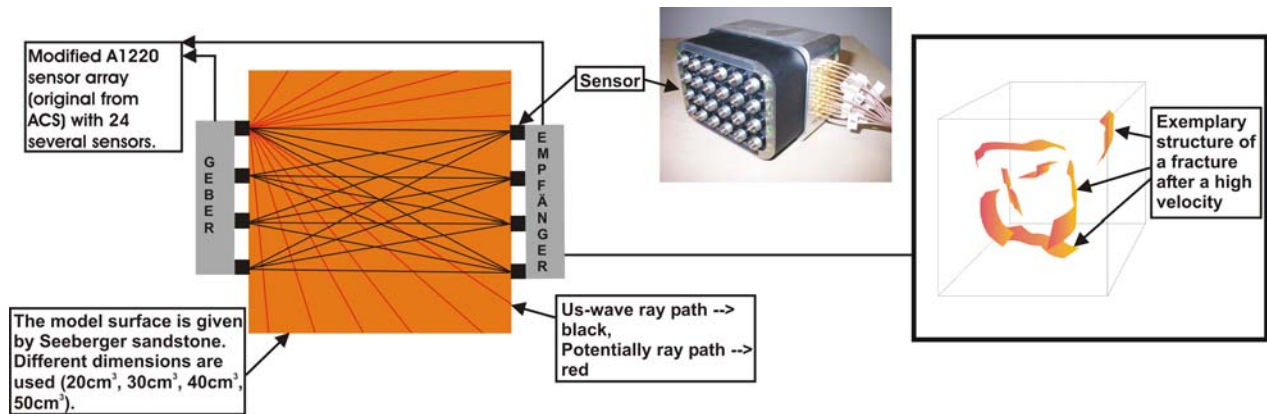 Modified A1220
sensor array
(original from
ACS) with 24
several sensors.
GEBER
EMPFÄNGER
Sensor
The model surface is given
by Seeberger sandstone.
Different dimensions are
used (20cm³, 30cm³, 40cm³,
50cm³).
Us-wave ray path -->
black,
Potentially ray path -->
red
Exemplary
structure of
a fracture
after a high
velocity